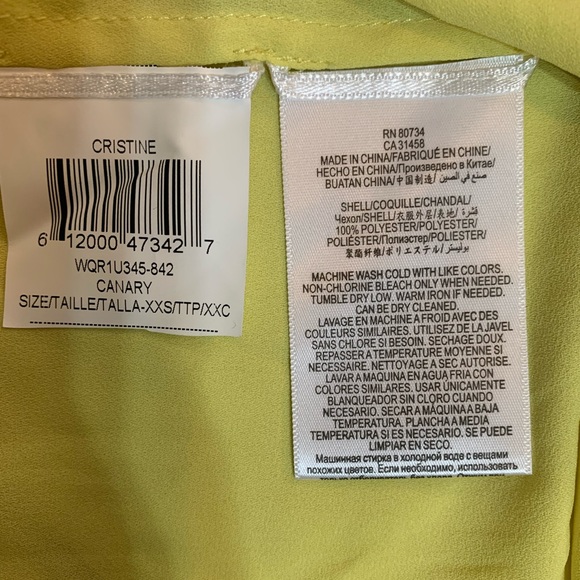 CRISTINE
6 12000 47342 7
WQR1U345-842
CANARY
SIZE/TAILLE/TALLA-XXS/TTP/XXC
RN 80734
CA 31458
MADE IN CHINA/FABRIQUÉ EN CHINE/
HECHO EN CHINA/Произведено в Китае/
BUATAN CHINA/中国制造/ صنع في الصين
SHELL/COQUILLE/CHANDAL/
Чехол/SHELL/衣服外层/表地/ قشرة/
100% POLYESTER/POLYESTER/
POLIÉSTER/Полиэстер/POLIESTER/
聚酯纤维/ポリエステル/ بوليستر
MACHINE WASH COLD WITH LIKE COLORS.
NON-CHLORINE BLEACH ONLY WHEN NEEDED.
TUMBLE DRY LOW. WARM IRON IF NEEDED.
CAN BE DRY CLEANED.
LAVAGE EN MACHINE A FROID AVEC DES
COULEURS SIMILAIRES. UTILISEZ DE LA JAVEL
SANS CHLORE SI BESOIN. SECHAGE DOUX.
REPASSER A TEMPERATURE MOYENNE SI
NECESSAIRE. NETTOYAGE A SEC AUTORISE.
LAVAR A MAQUINA EN AGUA FRIA CON
COLORES SIMILARES. USAR ÚNICAMENTE
BLANQUEADOR SIN CLORO CUANDO
NECESARIO. SECAR A MÁQUINA A BAJA
TEMPERATURA. PLANCHA A MEDIA
TEMPERATURA SI ES NECESARIO. SE PUEDE
LIMPIAR EN SECO.
Машинная стирка в холодной воде с вещами
похожих цветов. Если необходимо, использовать